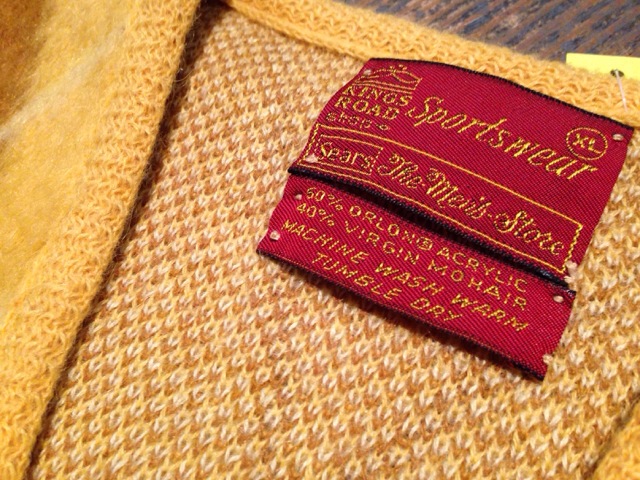 KINGS
ROAD
shop
Sportswear
XL
Sears
The Men's Store
60% ORLON® ACRYLIC
40% VIRGIN MOHAIR
MACHINE WASH WARM
TUMBLE DRY